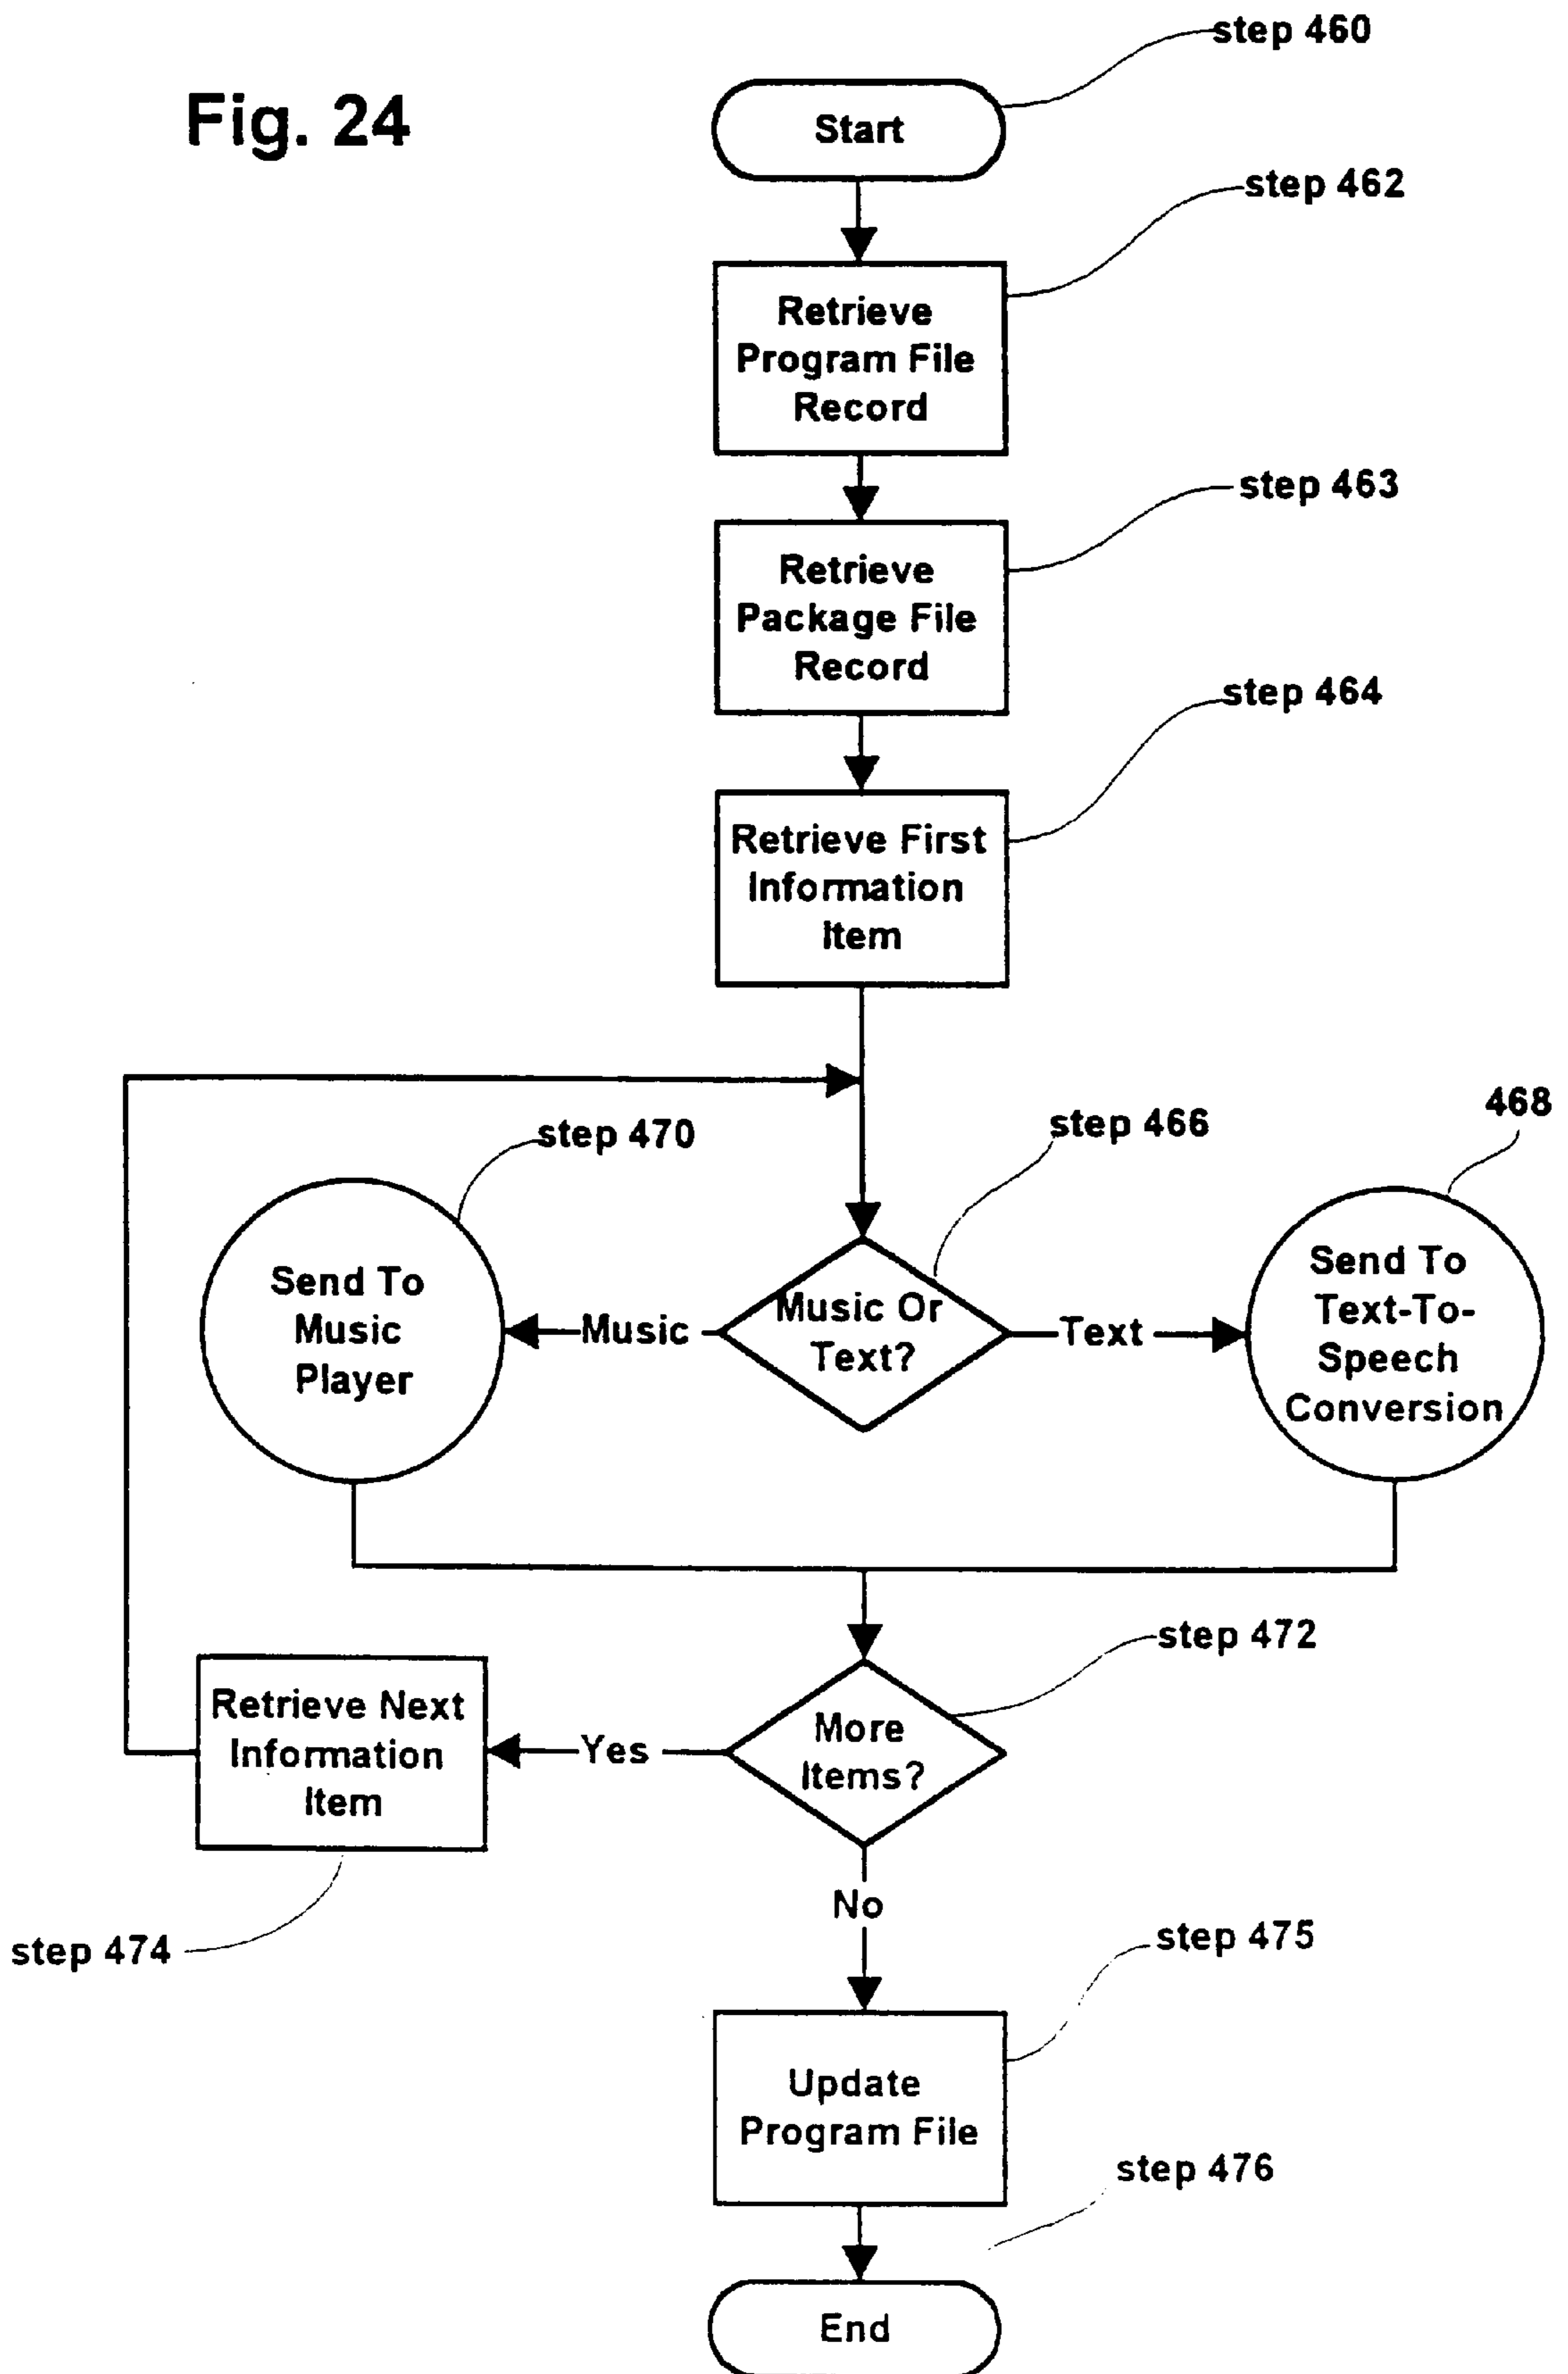 Fig. 24
step 460
Start
step 462
Retrieve
Program File
Record
step 463
Retrieve
Package File
Record
step 464
Retrieve First
Information
Item
step 470
step 466
468
Send To
Music
Player
Music
Music Or
Text?
Text
Send To
Text-To-
Speech
Conversion
step 472
Retrieve Next
Information
Item
Yes
More
Items?
step 474
No
step 475
Update
Program File
step 476
End